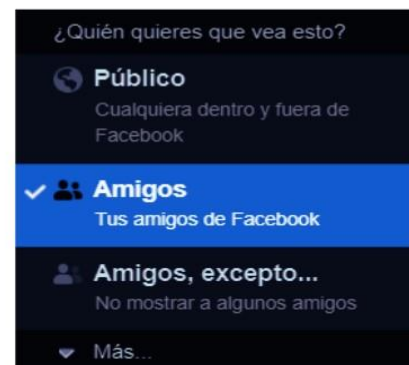 ¿Quién quieres que vea esto?
Público
Cualquiera dentro y fuera de
Facebook
Amigos
Tus amigos de Facebook
Amigos, excepto...
No mostrar a algunos amigos
Más...